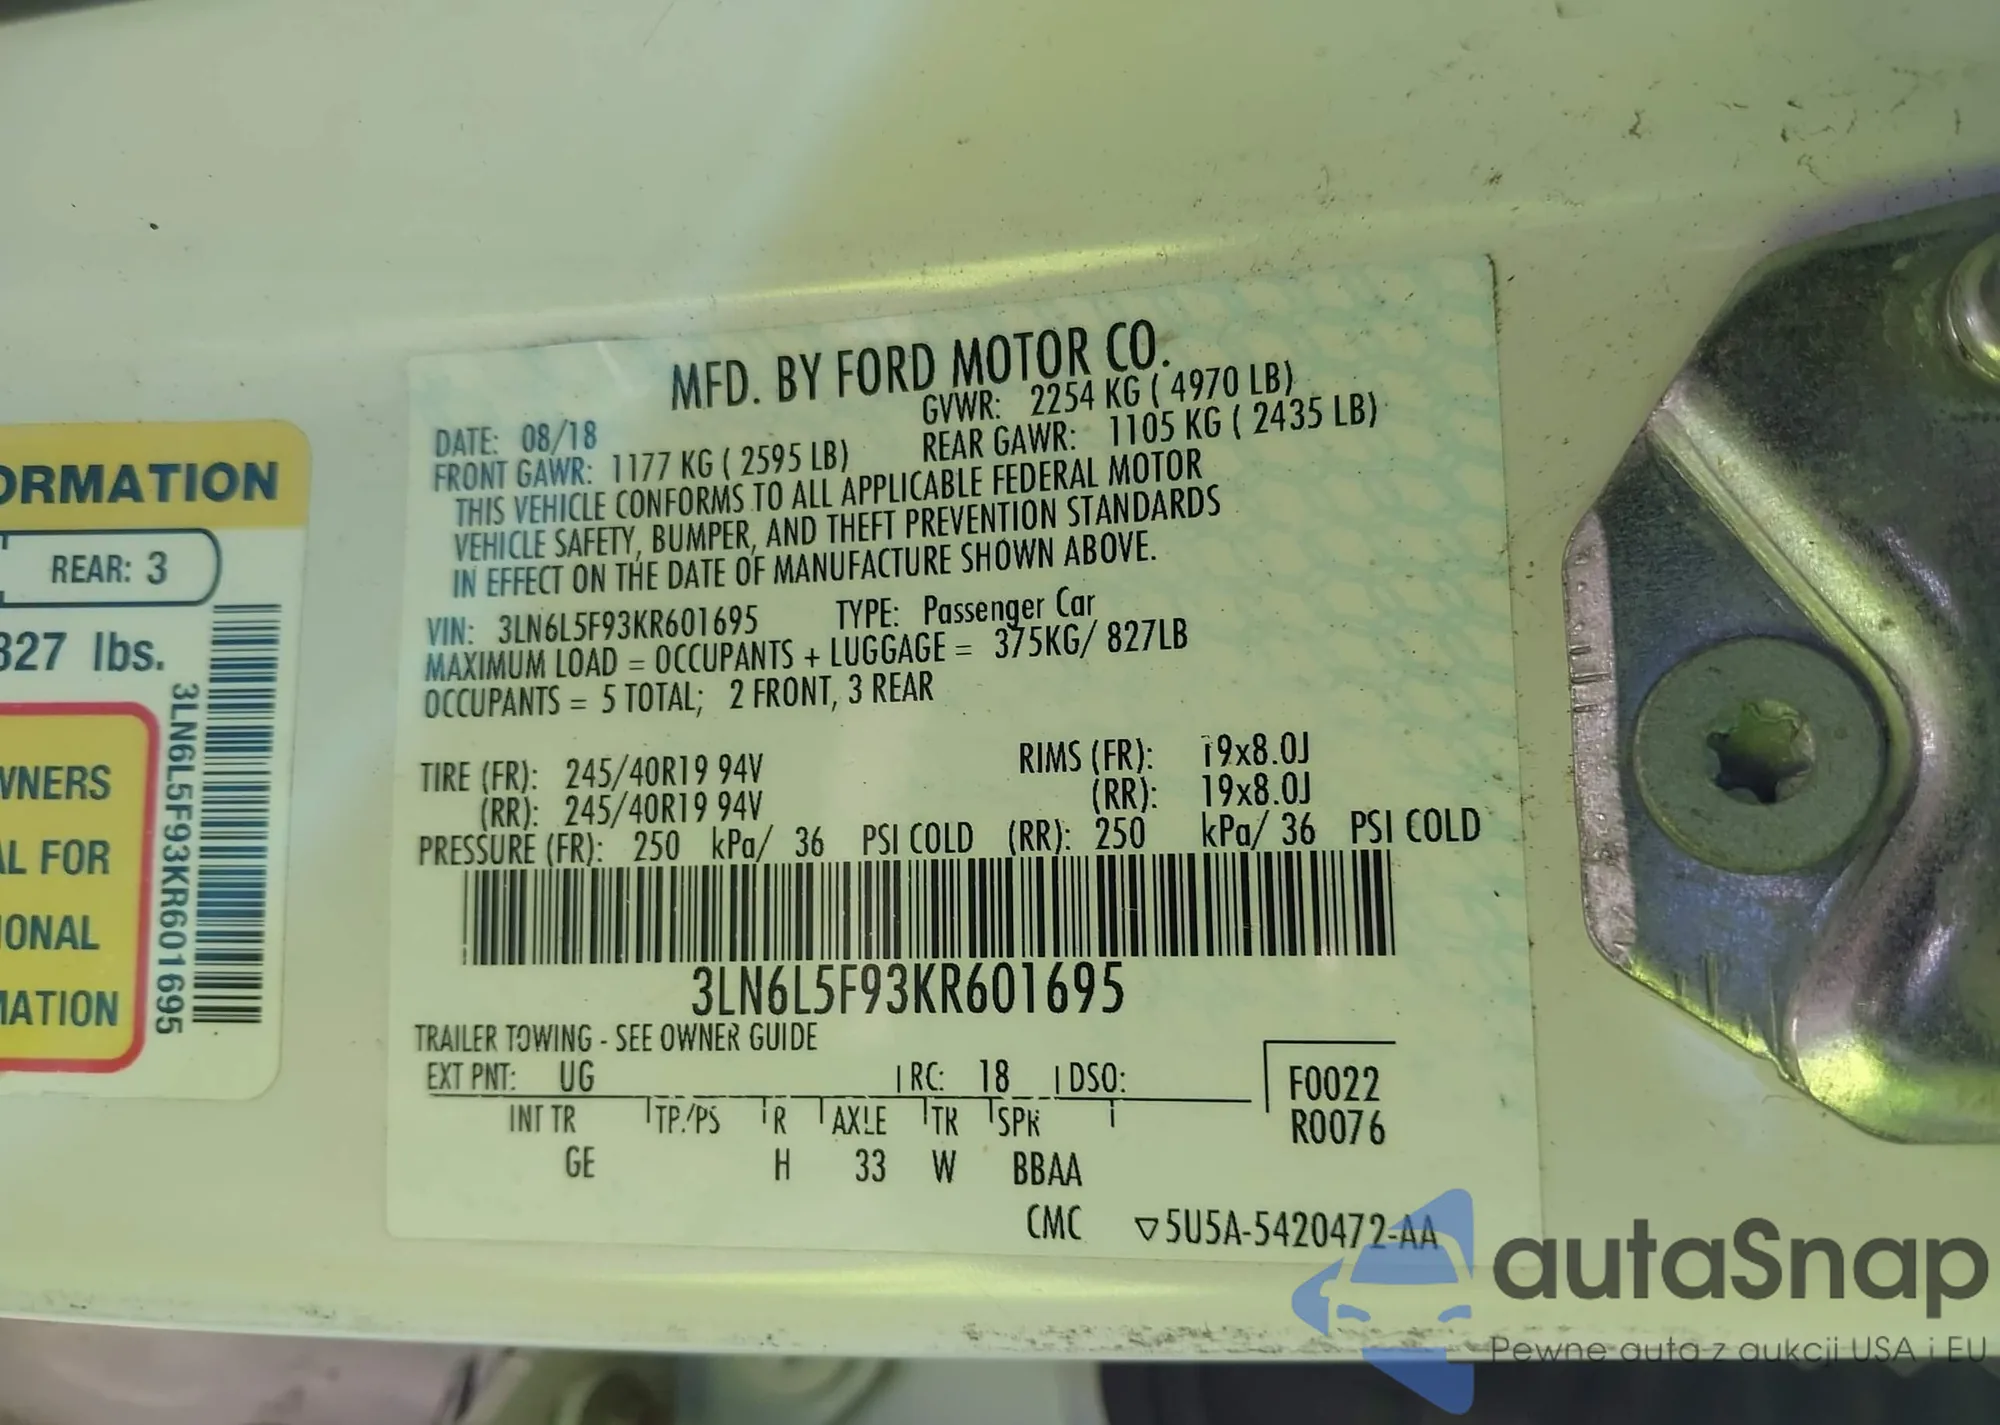 ORMATION
REAR: 3
827 lbs.
WNERS
AL FOR
IONAL
MATION
3LN6L5F93KR601695
MFD. BY FORD MOTOR CO.
DATE: 08/18 GVWR: 2254 KG ( 4970 LB)
FRONT GAWR: 1177 KG ( 2595 LB) REAR GAWR: 1105 KG ( 2435 LB)
THIS VEHICLE CONFORMS TO ALL APPLICABLE FEDERAL MOTOR
VEHICLE SAFETY, BUMPER, AND THEFT PREVENTION STANDARDS
IN EFFECT ON THE DATE OF MANUFACTURE SHOWN ABOVE.
VIN: 3LN6L5F93KR601695 TYPE: Passenger Car
MAXIMUM LOAD = OCCUPANTS + LUGGAGE = 375KG/ 827LB
OCCUPANTS = 5 TOTAL; 2 FRONT, 3 REAR
TIRE (FR): 245/40R19 94V RIMS (FR): 19x8.0J
(RR): 245/40R19 94V (RR): 19x8.0J
PRESSURE (FR): 250 kPa/ 36 PSI COLD (RR): 250 kPa/ 36 PSI COLD
3LN6L5F93KR601695
TRAILER TOWING - SEE OWNER GUIDE
EXT PNT: UG RC: 18 DSO:
F0022
R0076
INT TR TP/PS R AXLE TR SPR
GE H 33 W BBAA
CMC ▽5U5A-5420472-AA
autaSnap
Pewne auta z aukcji USA i EU